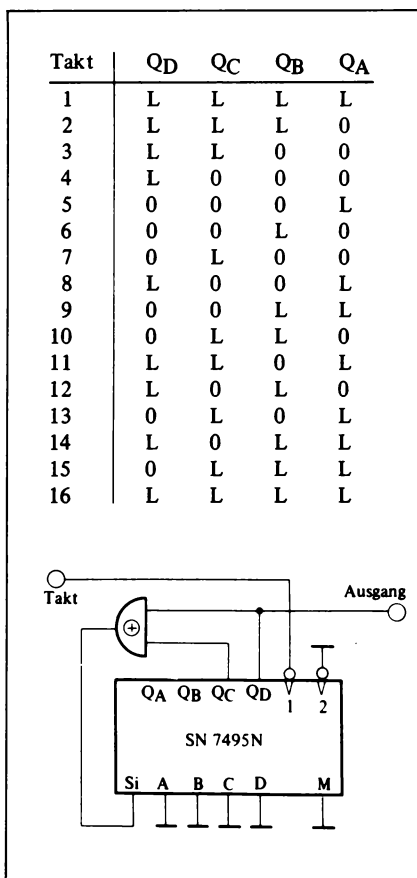 Takt QD QC QB QA
1 L L L L
2 L L L 0
3 L L 0 0
4 L 0 0 0
5 0 0 0 L
6 0 0 L 0
7 0 L 0 0
8 L 0 0 L
9 0 0 L L
10 0 L L 0
11 L L 0 L
12 L 0 L 0
13 0 L 0 L
14 L 0 L L
15 0 L L L
16 L L L L
Takt Ausgang
+
QA QB QC QD 1 2
SN 7495N
Si A B C D M